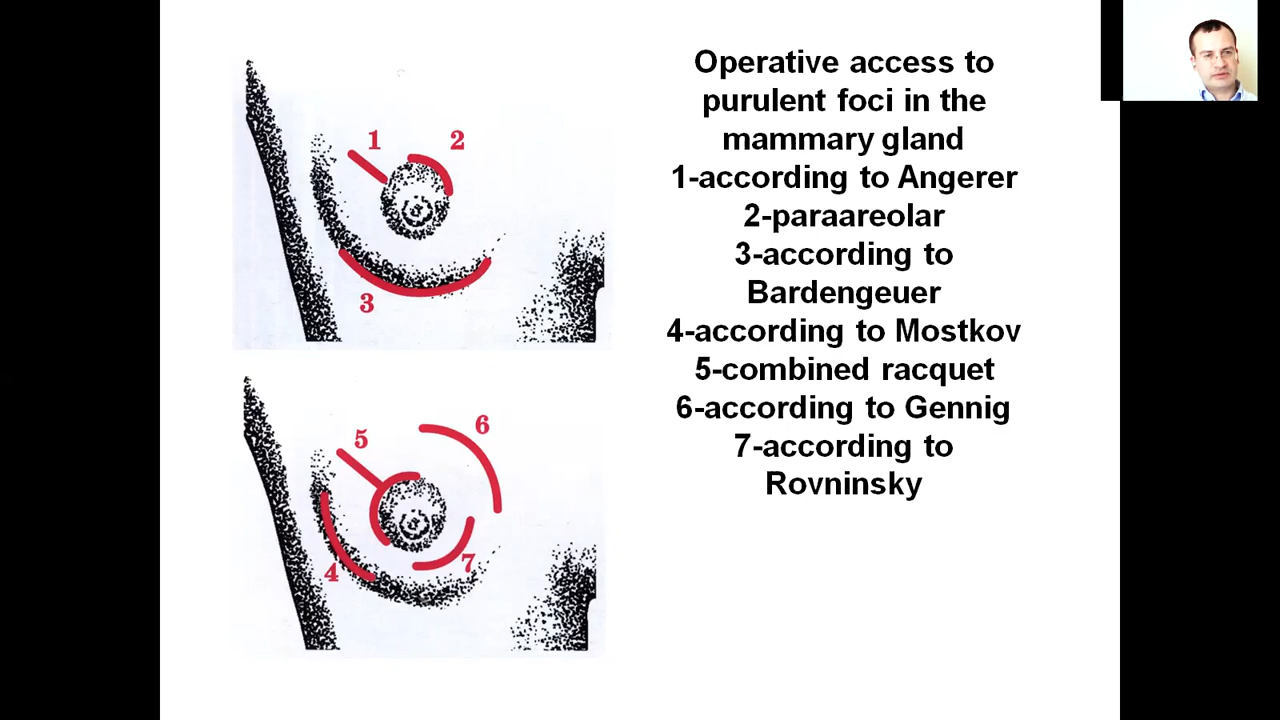 Operative access to
purulent foci in the
mammary gland
1-according to Angerer
2-paraareolar
3-according to
Bardengeuer
4-according to Mostkov
5-combined racquet
6-according to Gennig
7-according to
Rovninsky
1
2
3
4
5
6
7